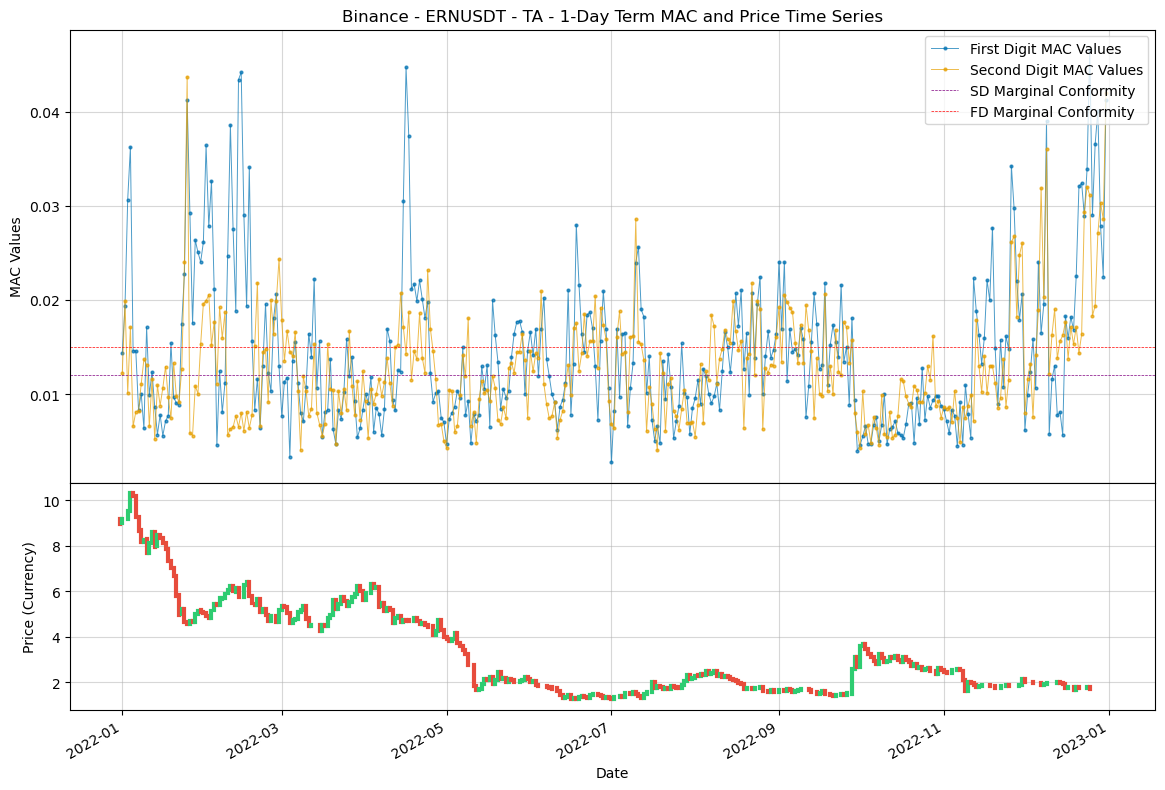 Binance - ERNUSDT - TA - 1-Day Term MAC and Price Time Series
First Digit MAC Values
Second Digit MAC Values
SD Marginal Conformity
FD Marginal Conformity
MAC Values
0.04
0.03
0.02
0.01
Price (Currency)
10
8
6
4
2
2022-01
2022-03
2022-05
2022-07
2022-09
2022-11
2023-01
Date